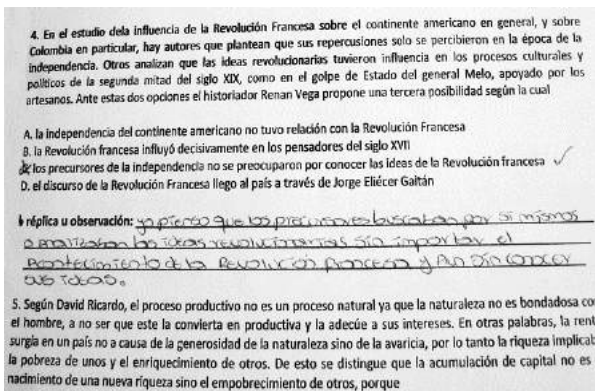 4. En el estudio dela influencia de la Revolución Francesa sobre el continente americano en general, y sobre
Colombia en particular, hay autores que plantean que sus repercusiones solo se percibieron en la época de la
independencia. Otros analizan que las ideas revolucionarias tuvieron influencia en los procesos culturales y
políticos de la segunda mitad del siglo XIX, como en el golpe de Estado del general Melo, apoyado por los
artesanos. Ante estas dos opciones el historiador Renan Vega propone una tercera posibilidad según la cual
A. la independencia del continente americano no tuvo relación con la Revolución Francesa
B. la Revolución francesa influyó decisivamente en los pensadores del siglo XVII
los precursores de la independencia no se preocuparon por conocer las ideas de la Revolución francesa
D. el discurso de la Revolución Francesa llego al país a través de Jorge Eliécer Gaitán
réplica u observación: yo pienso que los precursores buscaban por si mismos
o analizaban las ideas revolucionarias sin importar el
Acontecimiento de la Revolución francesa y Aun sin conocer
sus ideas.
5. Según David Ricardo, el proceso productivo no es un proceso natural ya que la naturaleza no es bondadosa co
el hombre, a no ser que este la convierta en productiva y la adecúe a sus intereses. En otras palabras, la rent
surgía en un país no a causa de la generosidad de la naturaleza sino de la avaricia, por lo tanto la riqueza implicab
la pobreza de unos y el enriquecimiento de otros. De esto se distingue que la acumulación de capital no es
nacimiento de una nueva riqueza sino el empobrecimiento de otros, porque